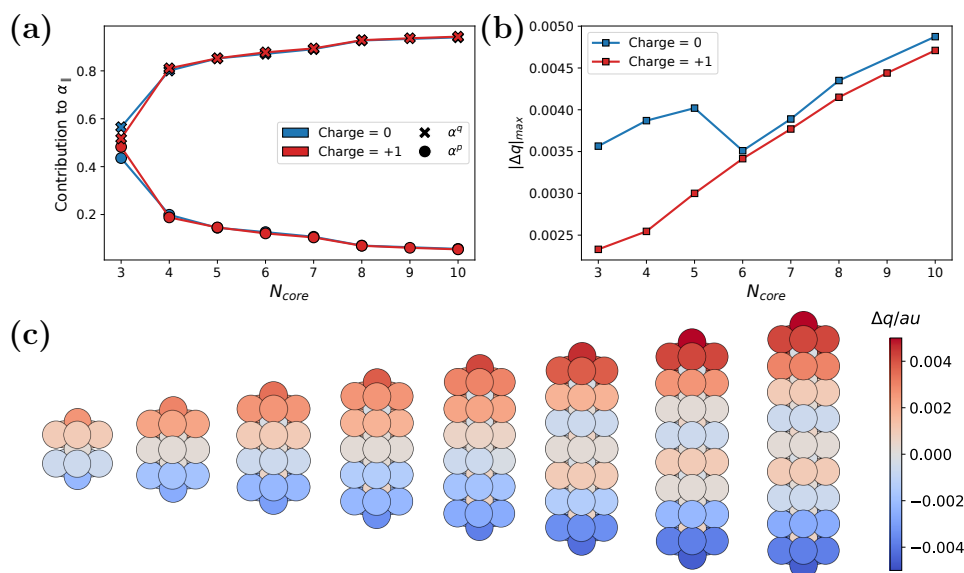 (a)
Contribution to α∥
0.8
0.6
0.4
0.2
Charge = 0
Charge = +1
α^q
α^p
3 4 5 6 7 8 9 10
N_core
(b)
|Δq|_max
0.0050
0.0045
0.0040
0.0035
0.0030
0.0025
Charge = 0
Charge = +1
3 4 5 6 7 8 9 10
N_core
(c)
Δq/au
0.004
0.002
0.000
−0.002
−0.004